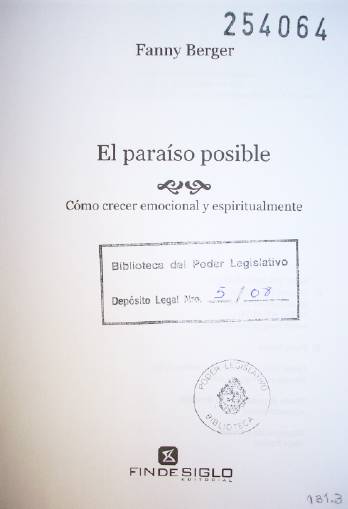 254064
Fanny Berger
El paraíso posible
Cómo crecer emocional y espiritualmente
Biblioteca del Poder Legislativo
Depósito Legal Nro. 5/08
PODER LEGISLATIVO
BIBLIOTECA
FINDESIGLO
EDITORIAL
131.3